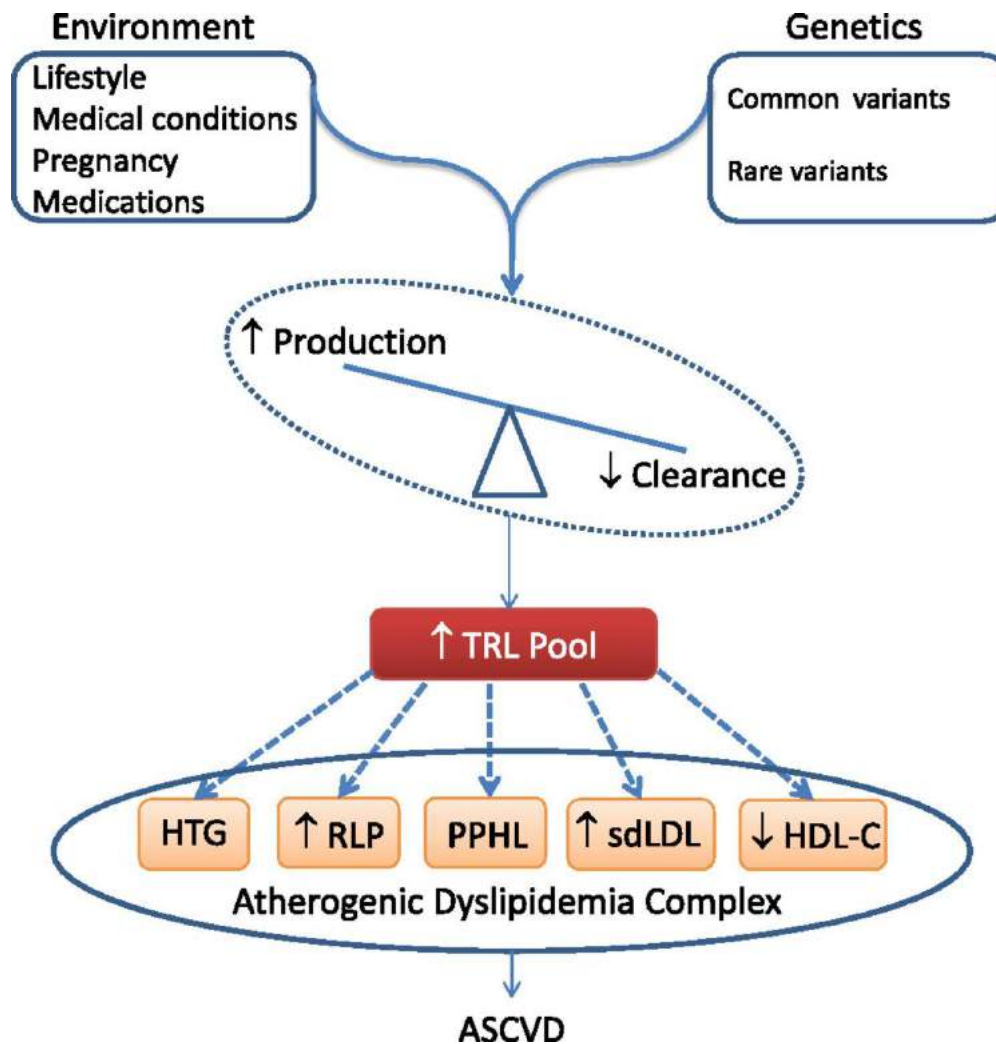 Environment
Lifestyle
Medical conditions
Pregnancy
Medications
Genetics
Common variants
Rare variants
↑ Production
↓ Clearance
↑ TRL Pool
HTG
↑ RLP
PPHL
↑ sdLDL
↓ HDL-C
Atherogenic Dyslipidemia Complex
ASCVD